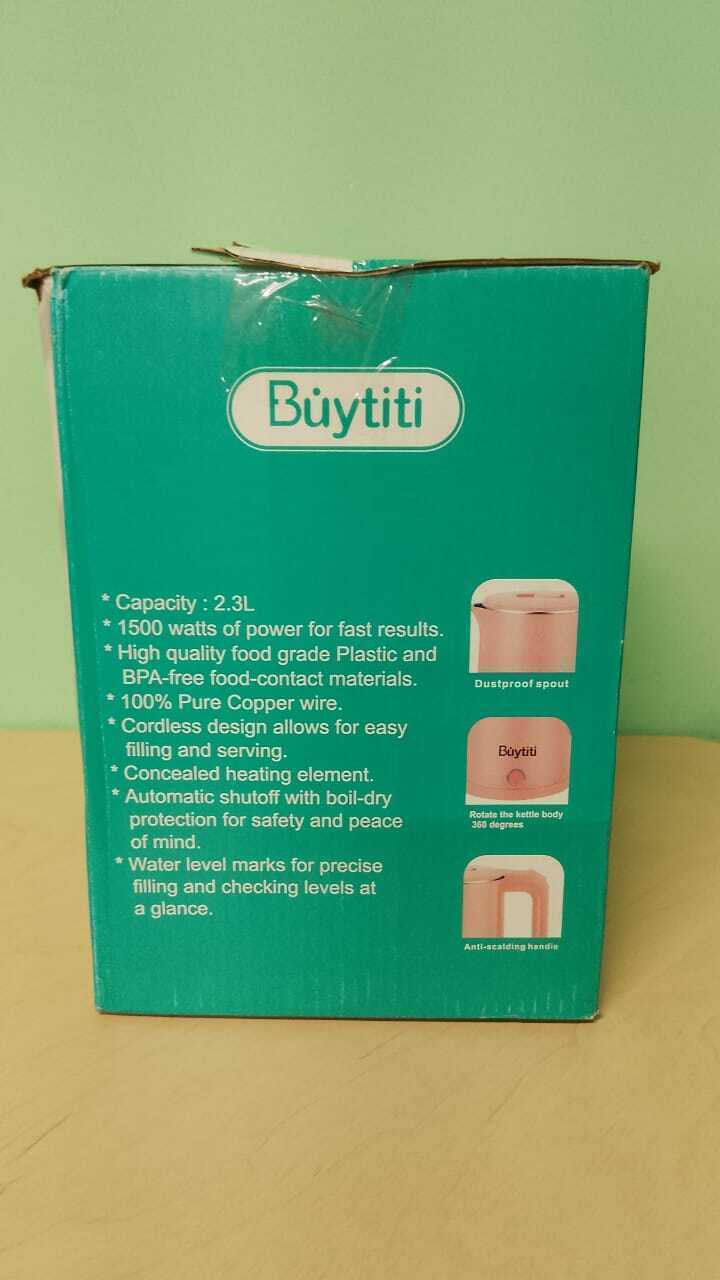 Buytiti
* Capacity : 2.3L
* 1500 watts of power for fast results.
* High quality food grade Plastic and
BPA-free food-contact materials.
* 100% Pure Copper wire.
* Cordless design allows for easy
filling and serving.
* Concealed heating element.
* Automatic shutoff with boil-dry
protection for safety and peace
of mind.
* Water level marks for precise
filling and checking levels at
a glance.
Dustproof spout
Buytiti
Rotate the kettle body
360 degrees
Anti-scalding handle